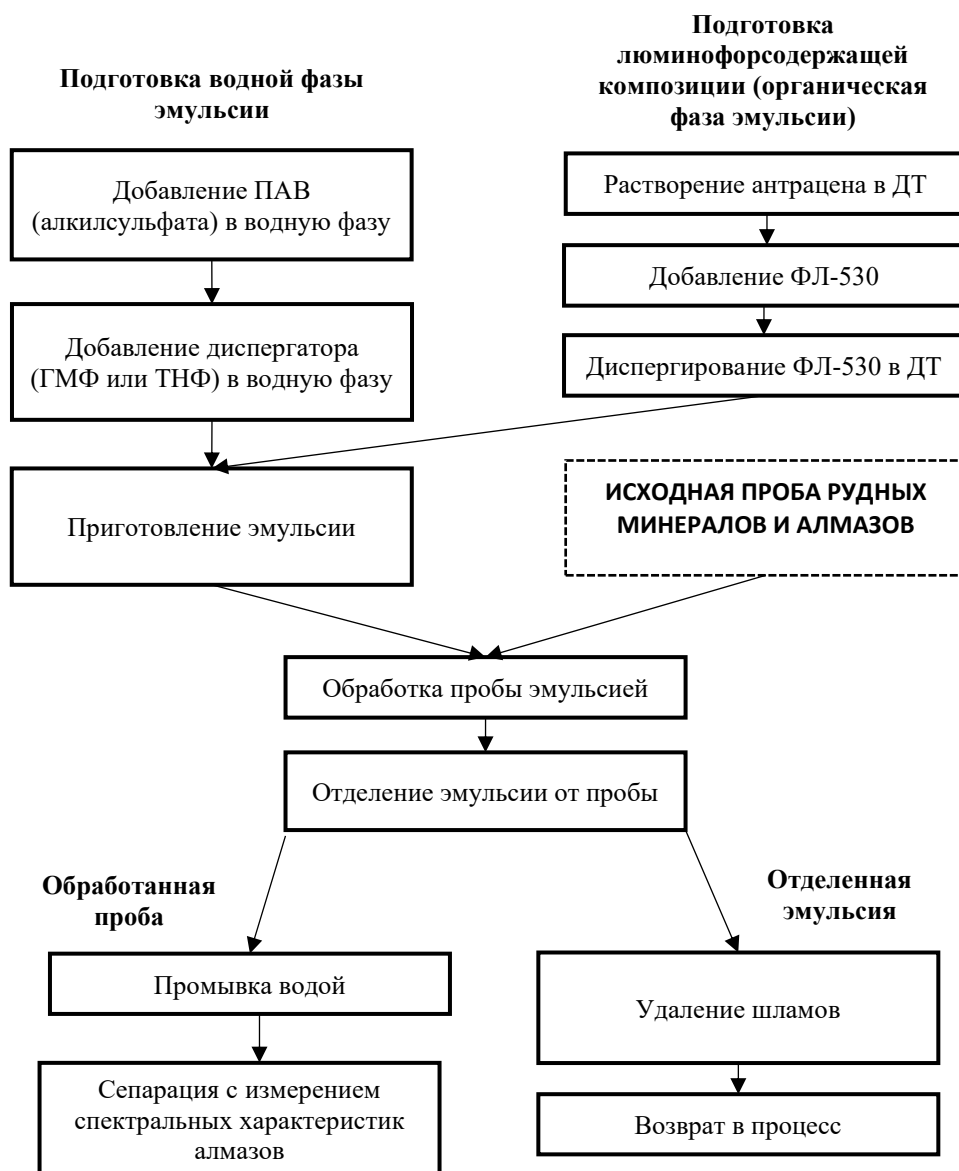 Подготовка водной фазы
эмульсии
Подготовка
люминофорсодержащей
композиции (органическая
фаза эмульсии)
Добавление ПАВ
(алкилсульфата) в водную фазу
Растворение антрацена в ДТ
Добавление ФЛ-530
Добавление диспергатора
(ГМФ или ТНФ) в водную фазу
Диспергирование ФЛ-530 в ДТ
Приготовление эмульсии
ИСХОДНАЯ ПРОБА РУДНЫХ
МИНЕРАЛОВ И АЛМАЗОВ
Обработка пробы эмульсией
Отделение эмульсии от пробы
Обработанная
проба
Отделенная
эмульсия
Промывка водой
Удаление шламов
Сепарация с измерением
спектральных характеристик
алмазов
Возврат в процесс